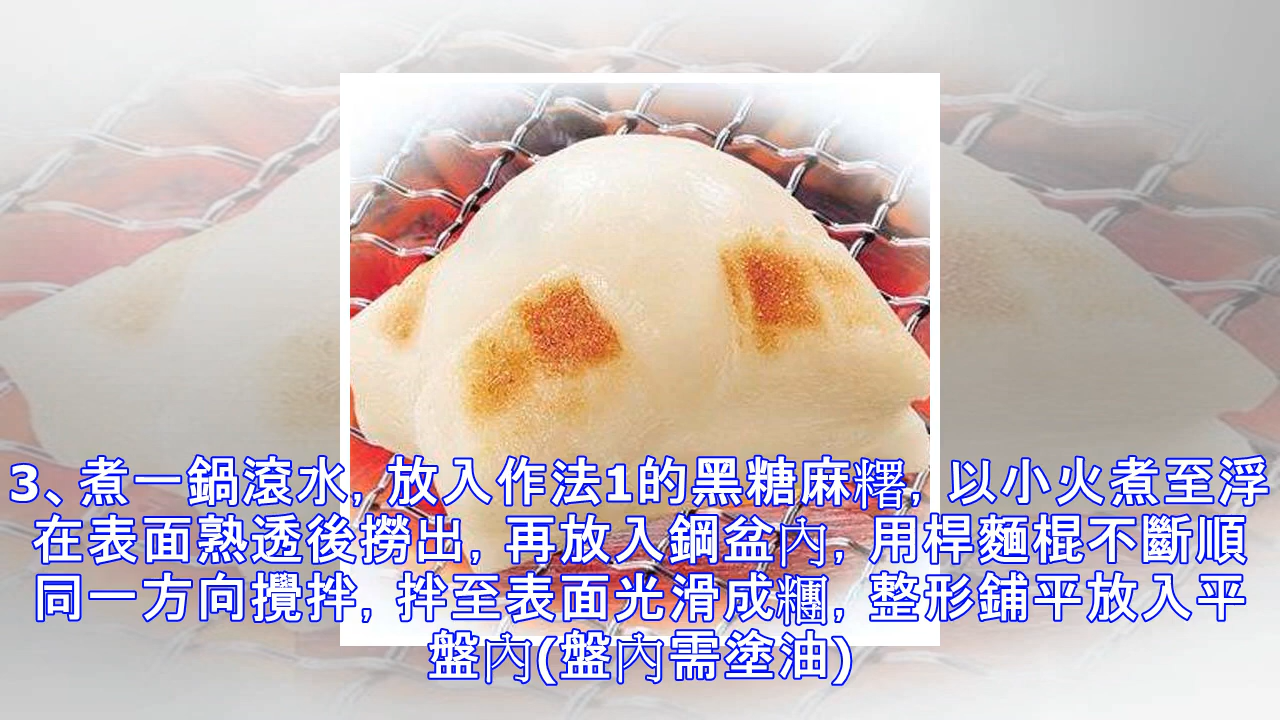 3、煮一鍋滾水, 放入作法1的黑糖麻糬, 以小火煮至浮
在表面熟透後撈出, 再放入鋼盆內, 用桿麵棍不斷順
同一方向攪拌, 拌至表面光滑成糰, 整形鋪平放入平
盤內(盤內需塗油)